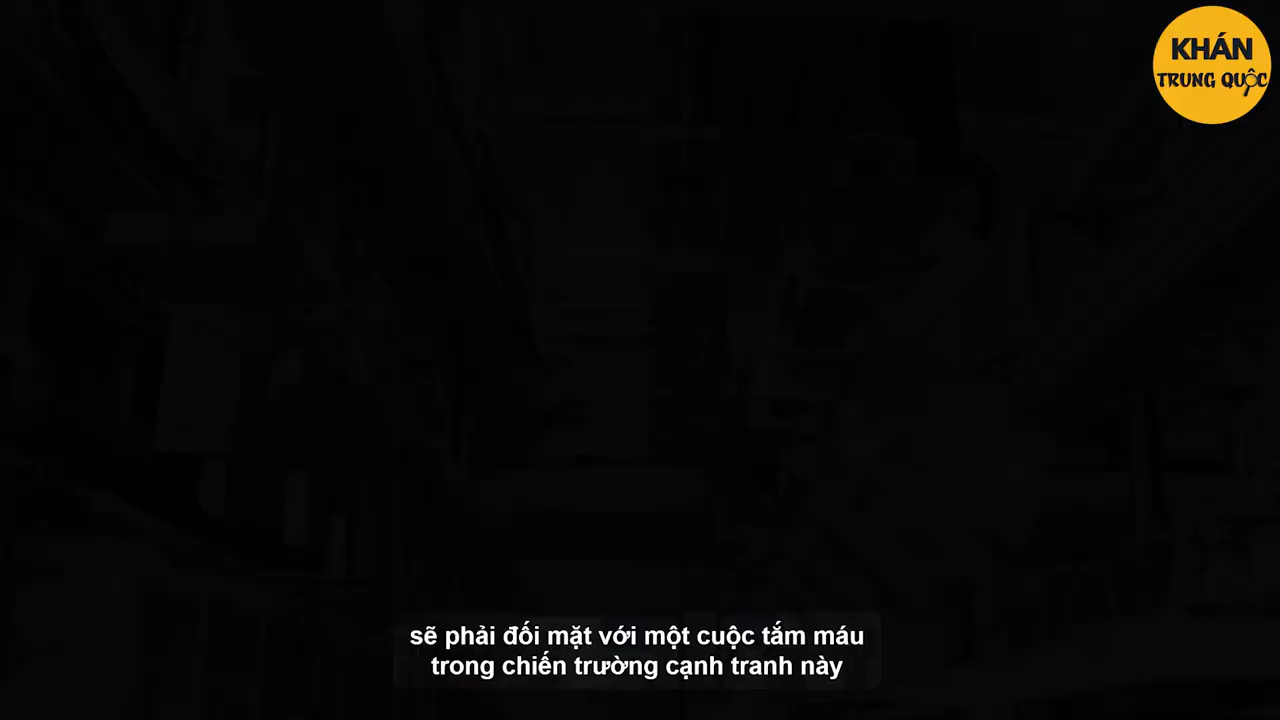 KHÁN
TRUNG QUỐC
sẽ phải đối mặt với một cuộc tắm máu
trong chiến trường cạnh tranh này